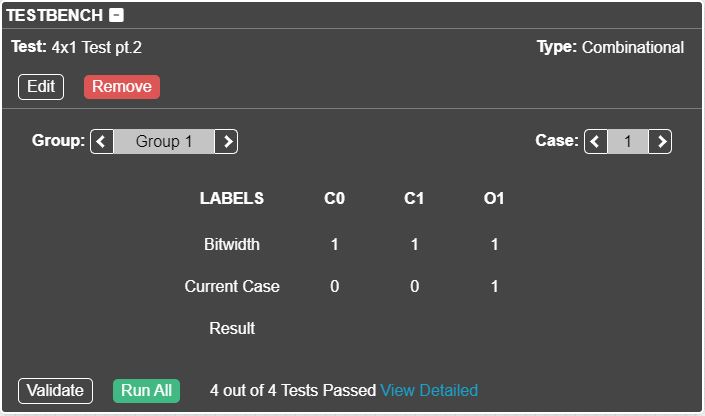 TESTBENCH
Test: 4x1 Test pt.2 Type: Combinational
Edit Remove
Group: Group 1 Case: 1
LABELS C0 C1 O1
Bitwidth 1 1 1
Current Case 0 0 1
Result
Validate Run All 4 out of 4 Tests Passed View Detailed